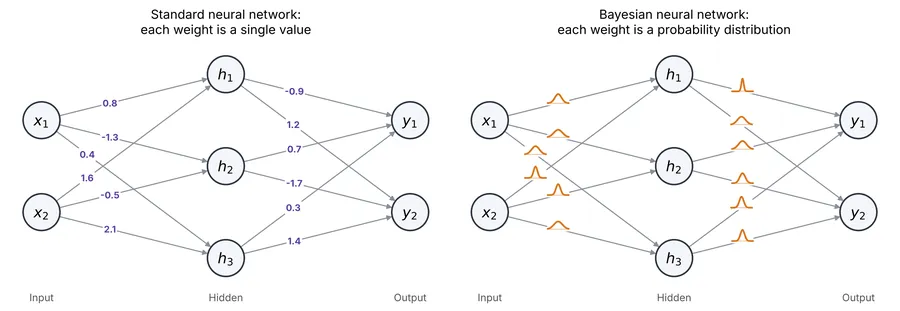 Standard neural network:
each weight is a single value
h1
0.8
-0.9
x1
y1
-1.3
1.2
0.4
0.7
h2
1.6
-0.5
-1.7
x2
y2
2.1
0.3
1.4
h3
Input
Hidden
Output
Bayesian neural network:
each weight is a probability distribution
h1
x1
y1
h2
x2
y2
h3
Input
Hidden
Output